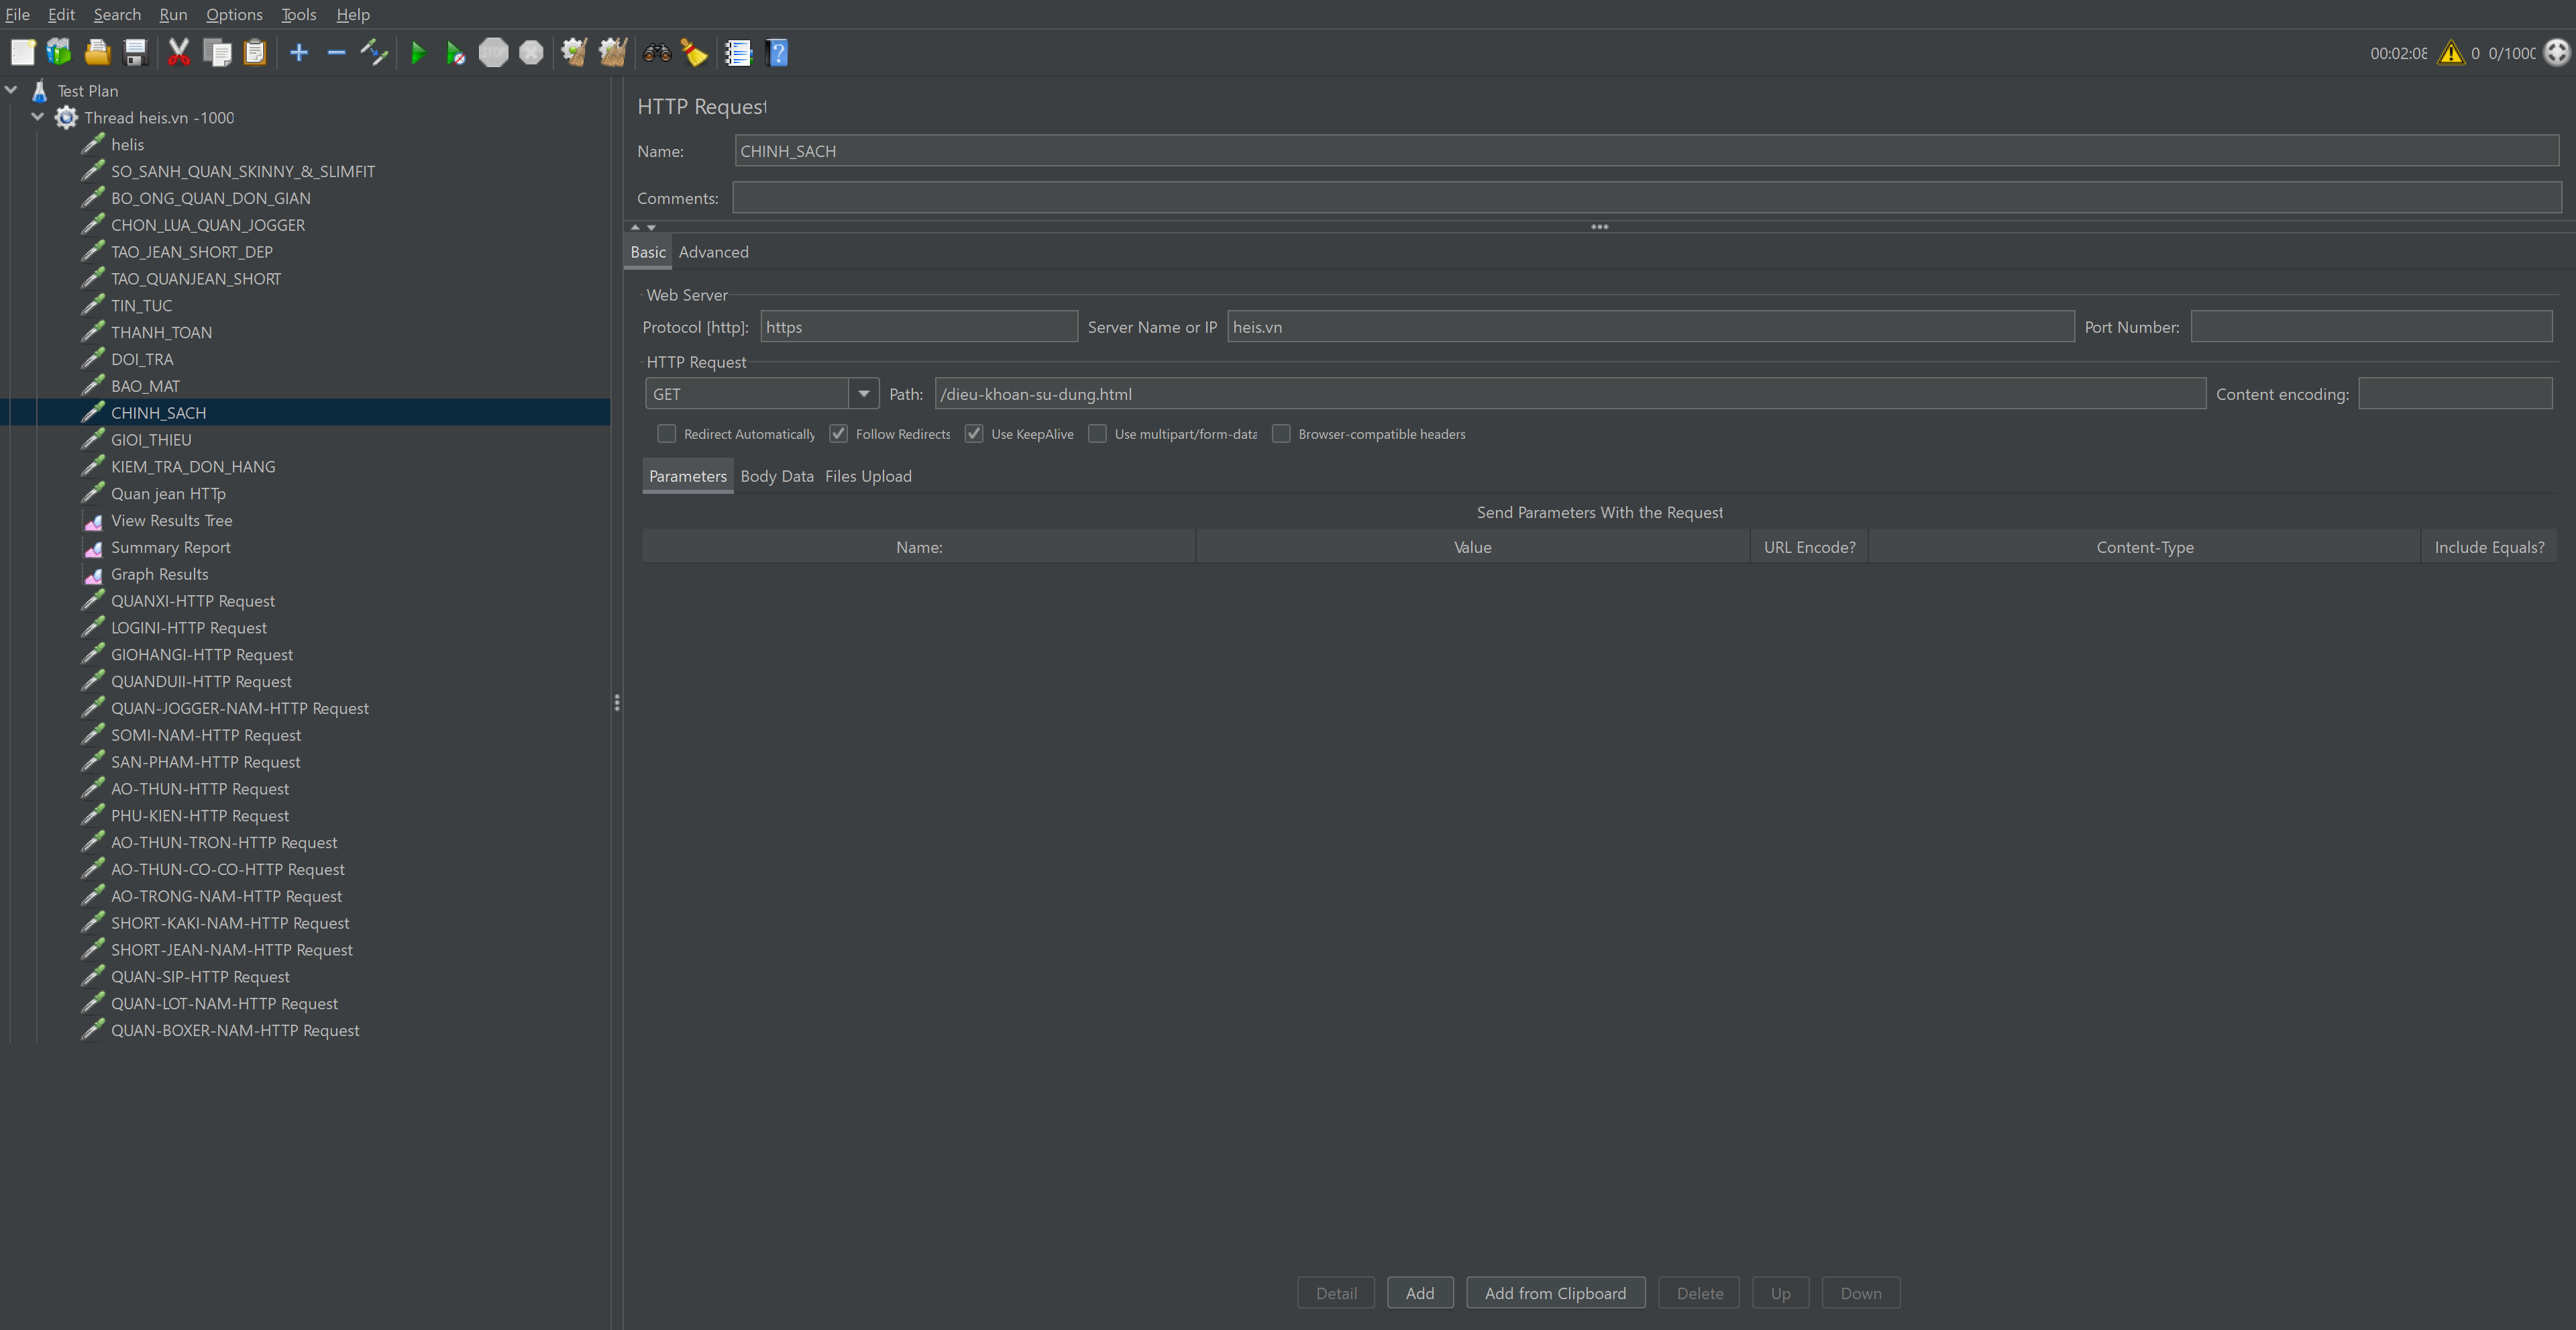 File Edit Search Run Options Tools Help
00:02:08 0 0/1000
Test Plan
Thread heis.vn -1000
helis
SO_SANH_QUAN_SKINNY_&_SLIMFIT
BO_ONG_QUAN_DON_GIAN
CHON_LUA_QUAN_JOGGER
TAO_JEAN_SHORT_DEP
TAO_QUANJEAN_SHORT
TIN_TUC
THANH_TOAN
DOI_TRA
BAO_MAT
CHINH_SACH
GIOI_THIEU
KIEM_TRA_DON_HANG
Quan jean HTTp
View Results Tree
Summary Report
Graph Results
QUANXI-HTTP Request
LOGINI-HTTP Request
GIOHANGI-HTTP Request
QUANDUII-HTTP Request
QUAN-JOGGER-NAM-HTTP Request
SOMI-NAM-HTTP Request
SAN-PHAM-HTTP Request
AO-THUN-HTTP Request
PHU-KIEN-HTTP Request
AO-THUN-TRON-HTTP Request
AO-THUN-CO-CO-HTTP Request
AO-TRONG-NAM-HTTP Request
SHORT-KAKI-NAM-HTTP Request
SHORT-JEAN-NAM-HTTP Request
QUAN-SIP-HTTP Request
QUAN-LOT-NAM-HTTP Request
QUAN-BOXER-NAM-HTTP Request
HTTP Request
Name: CHINH_SACH
Comments:
Basic Advanced
Web Server
Protocol [http]: https Server Name or IP heis.vn Port Number:
HTTP Request
GET Path: /dieu-khoan-su-dung.html Content encoding:
Redirect Automatically Follow Redirects Use KeepAlive Use multipart/form-data Browser-compatible headers
Parameters Body Data Files Upload
Send Parameters With the Request
Name: Value URL Encode? Content-Type Include Equals?
Detail Add Add from Clipboard Delete Up Down